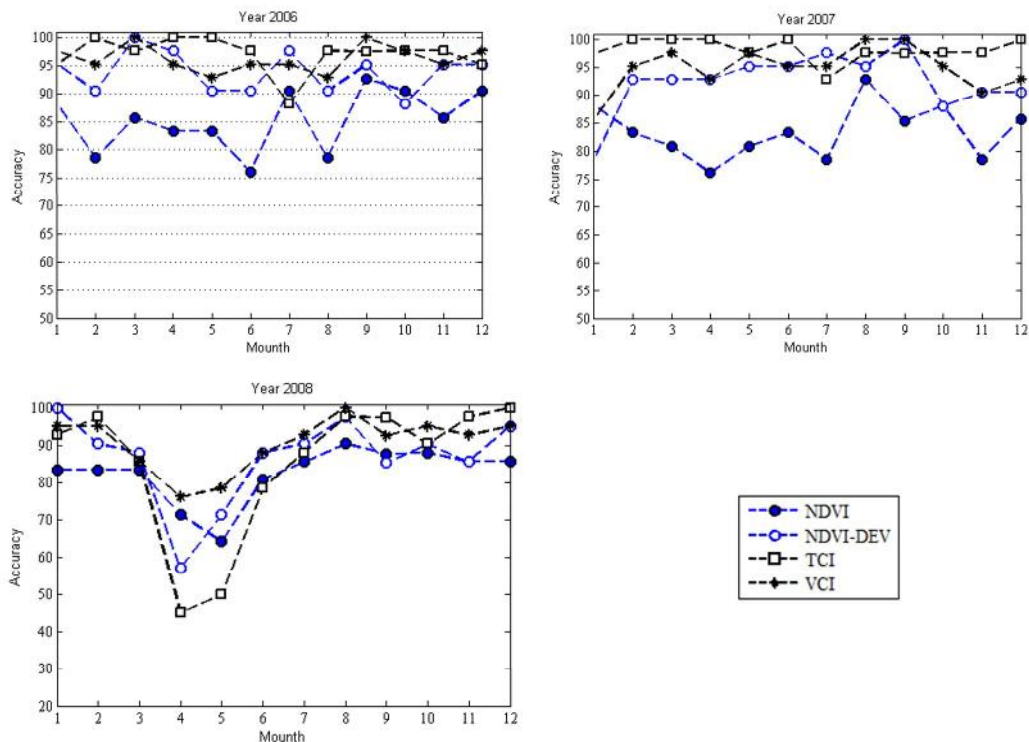 Year 2006
100
95
90
85
80
75
70
65
60
55
50
Accuracy
1 2 3 4 5 6 7 8 9 10 11 12
Mounth
Year 2007
100
95
90
85
80
75
70
65
60
55
50
Accuracy
1 2 3 4 5 6 7 8 9 10 11 12
Mounth
Year 2008
100
90
80
70
60
50
40
30
20
Accuracy
1 2 3 4 5 6 7 8 9 10 11 12
Mounth
NDVI
NDVI-DEV
TCI
VCI